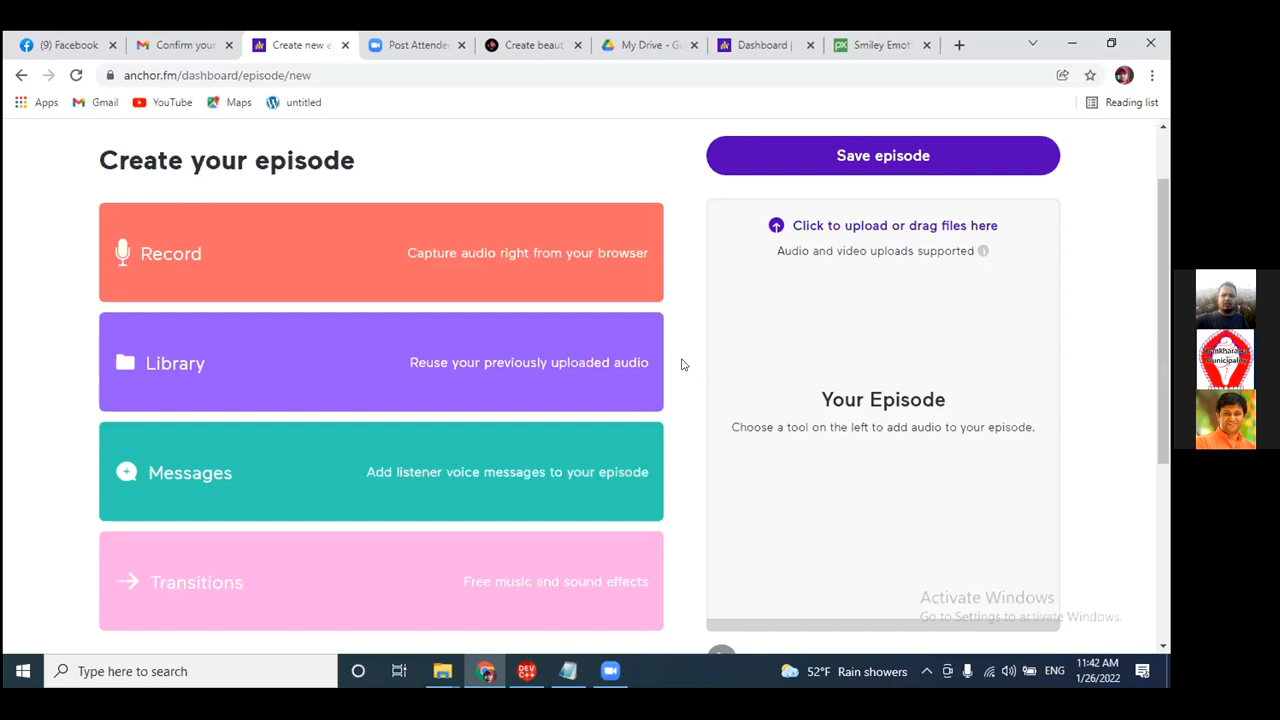 (9) Facebook
Confirm your
Create new e
Post Attende
Create beaut
My Drive - Go
Dashboard
Smiley Emot
anchor.fm/dashboard/episode/new
Apps
Gmail
YouTube
Maps
untitled
Reading list
Create your episode
Save episode
Record
Capture audio right from your browser
Library
Reuse your previously uploaded audio
Messages
Add listener voice messages to your episode
Transitions
Free music and sound effects
Click to upload or drag files here
Audio and video uploads supported
Your Episode
Choose a tool on the left to add audio to your episode.
Activate Windows
Go to Settings to activate Windows.
Type here to search
DEV
C++
52°F Rain showers
ENG
11:42 AM
1/26/2022
Municipality